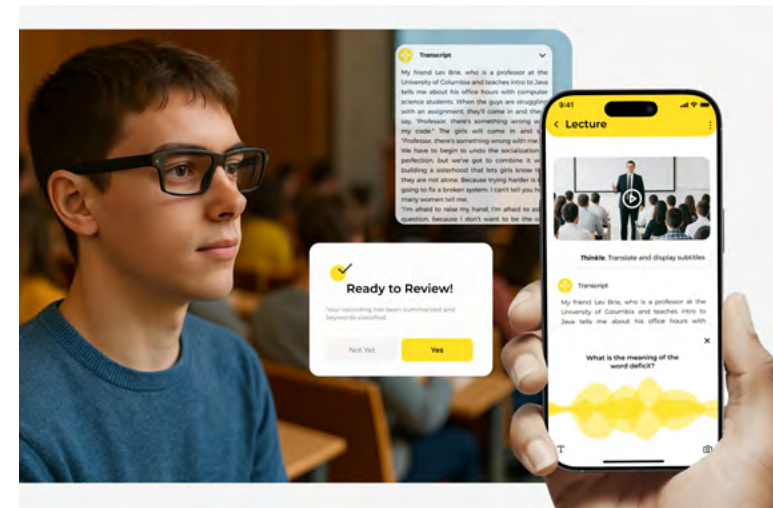 Transcript
My friend Lev Brie, who is a professor at the
University of Columbia and teaches intro to Java
tells me about his office hours with computer
science students. When the guys are struggling
with an assignment, they'll come in and they
say, "Professor, there's something wrong
my code." The girls will come in and
"Professor, there's something wrong with me
We have to begin to undo the socialization
perfection, but we've got to combine it
building a sisterhood that lets girls know
they are not alone. Because trying harder is
going to fix a broken system. I can't tell you
many women tell me,
"I'm afraid to raise my hand, I'm afraid to
question, because I don't want to be the
Ready to Review!
Your recording has been summarized and
keywords classified.
Not Yet
Yes
9:41
Lecture
Thinkle. Translate and display subtitles
Transcript
My friend Lev Brie, who is a professor at the
University of Columbia and teaches intro to
Java tells me about his office hours with
What is the meaning of the
word deficit?
T